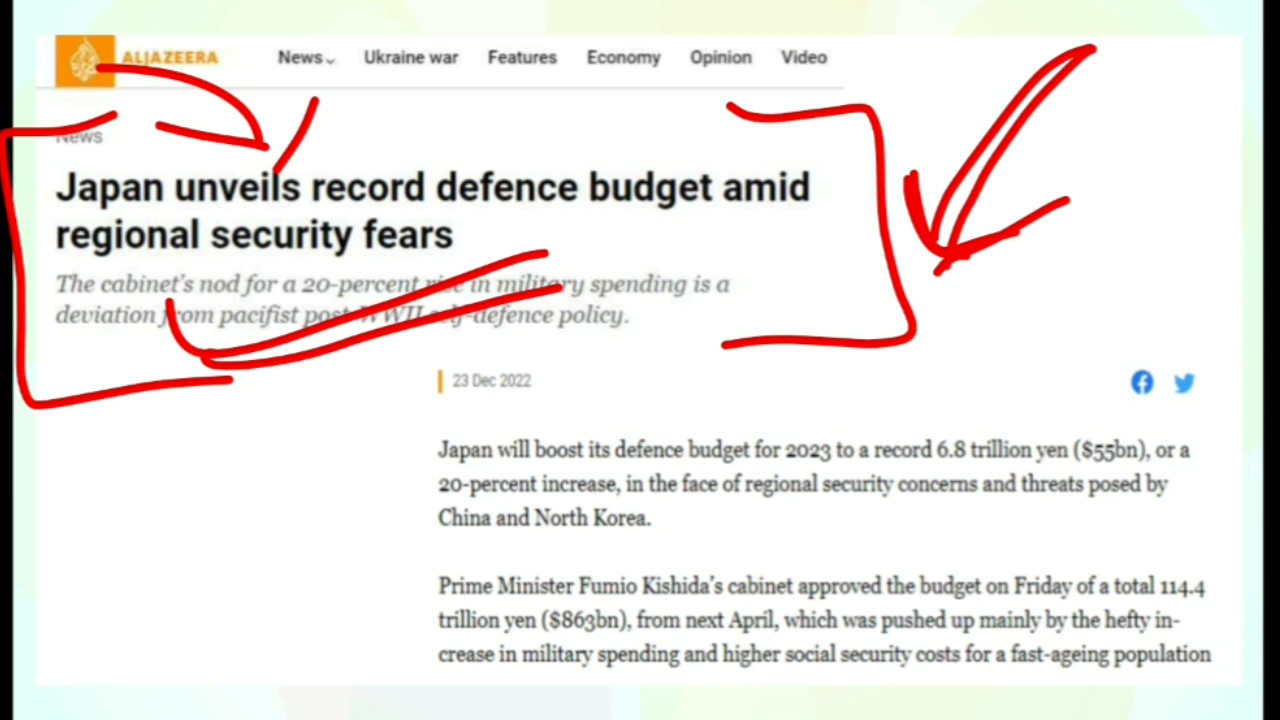 ALJAZEERA News Ukraine war Features Economy Opinion Video
News
Japan unveils record defence budget amid
regional security fears
The cabinet's nod for a 20-percent rise in military spending is a
deviation from pacifist post-WWII self-defence policy.
23 Dec 2022
Japan will boost its defence budget for 2023 to a record 6.8 trillion yen ($55bn), or a
20-percent increase, in the face of regional security concerns and threats posed by
China and North Korea.
Prime Minister Fumio Kishida's cabinet approved the budget on Friday of a total 114.4
trillion yen ($863bn), from next April, which was pushed up mainly by the hefty in-
crease in military spending and higher social security costs for a fast-ageing population